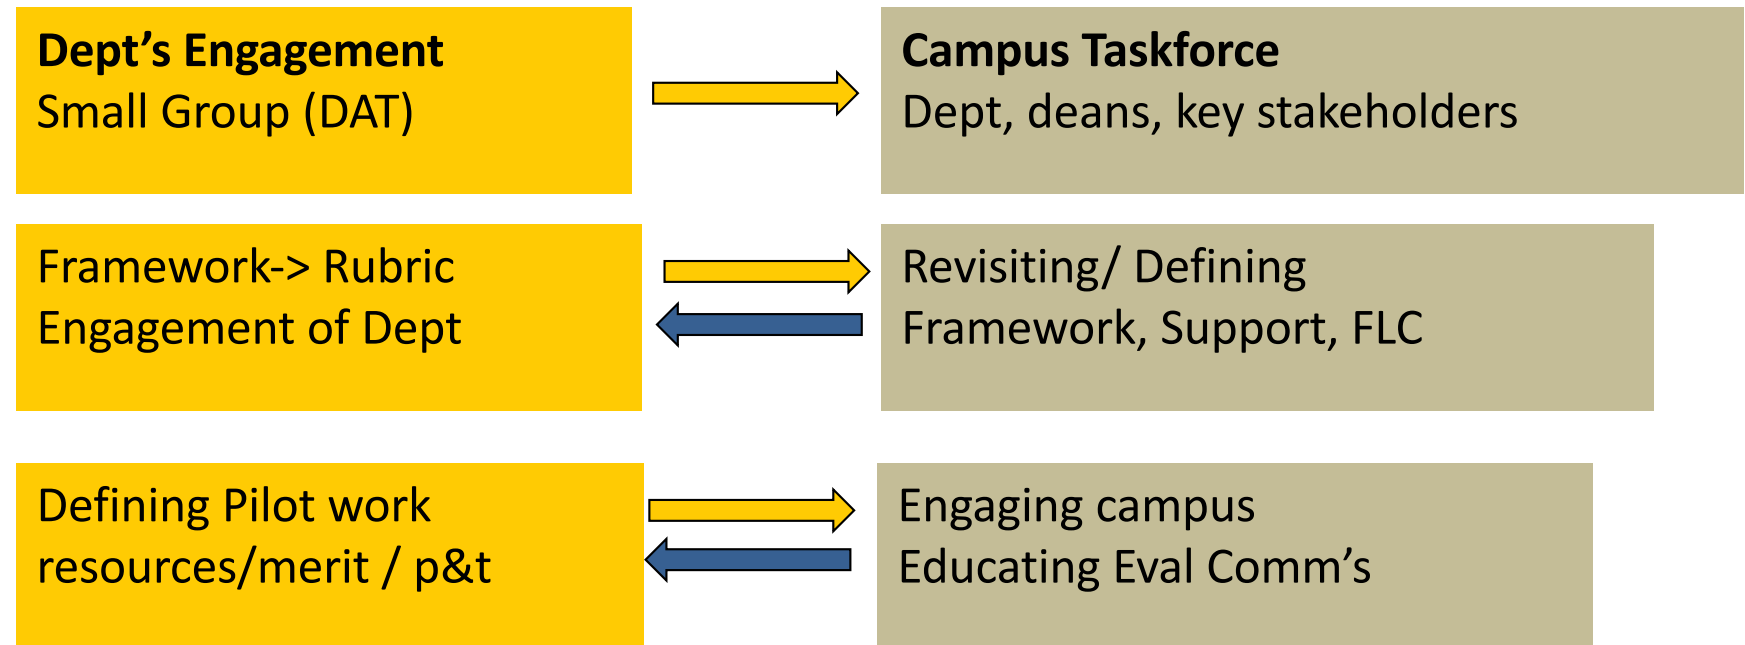 Dept’s Engagement
Small Group (DAT)
Campus Taskforce
Dept, deans, key stakeholders
Framework-> Rubric
Engagement of Dept
Revisiting/ Defining
Framework, Support, FLC
Defining Pilot work
resources/merit / p&t
Engaging campus
Educating Eval Comm’s